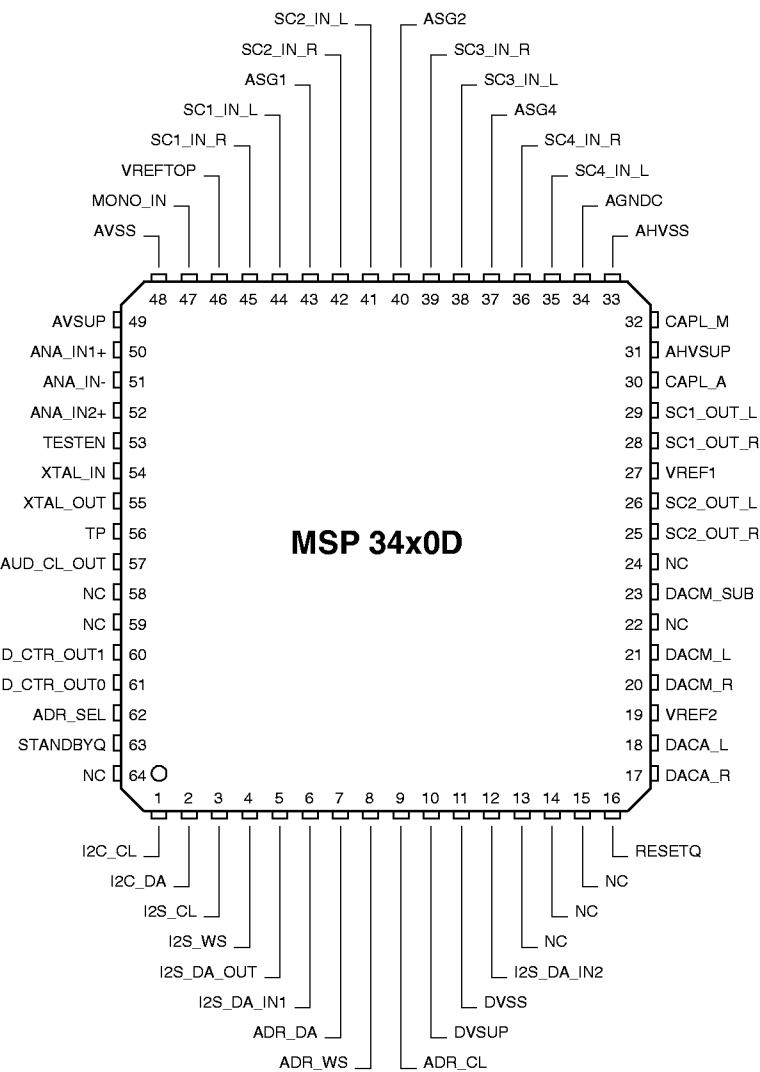 SC2_IN_L
ASG2
SC2_IN_R
SC3_IN_R
ASG1
SC3_IN_L
SC1_IN_L
ASG4
SC1_IN_R
SC4_IN_R
VREFTOP
SC4_IN_L
MONO_IN
AGNDC
AVSS
AHVSS
48 47 46 45 44 43 42 41 40 39 38 37 36 35 34 33
AVSUP 49
32 CAPL_M
ANA_IN1+ 50
31 AHVSUP
ANA_IN- 51
30 CAPL_A
ANA_IN2+ 52
29 SC1_OUT_L
TESTEN 53
28 SC1_OUT_R
XTAL_IN 54
27 VREF1
XTAL_OUT 55
26 SC2_OUT_L
TP 56
25 SC2_OUT_R
MSP 34x0D
AUD_CL_OUT 57
24 NC
NC 58
23 DACM_SUB
NC 59
22 NC
D_CTR_OUT1 60
21 DACM_L
D_CTR_OUT0 61
20 DACM_R
ADR_SEL 62
19 VREF2
STANDBYQ 63
18 DACA_L
NC 64
17 DACA_R
1 2 3 4 5 6 7 8 9 10 11 12 13 14 15 16
I2C_CL
RESETQ
I2C_DA
NC
I2S_CL
NC
I2S_WS
NC
I2S_DA_OUT
I2S_DA_IN2
I2S_DA_IN1
DVSS
ADR_DA
DVSUP
ADR_WS
ADR_CL